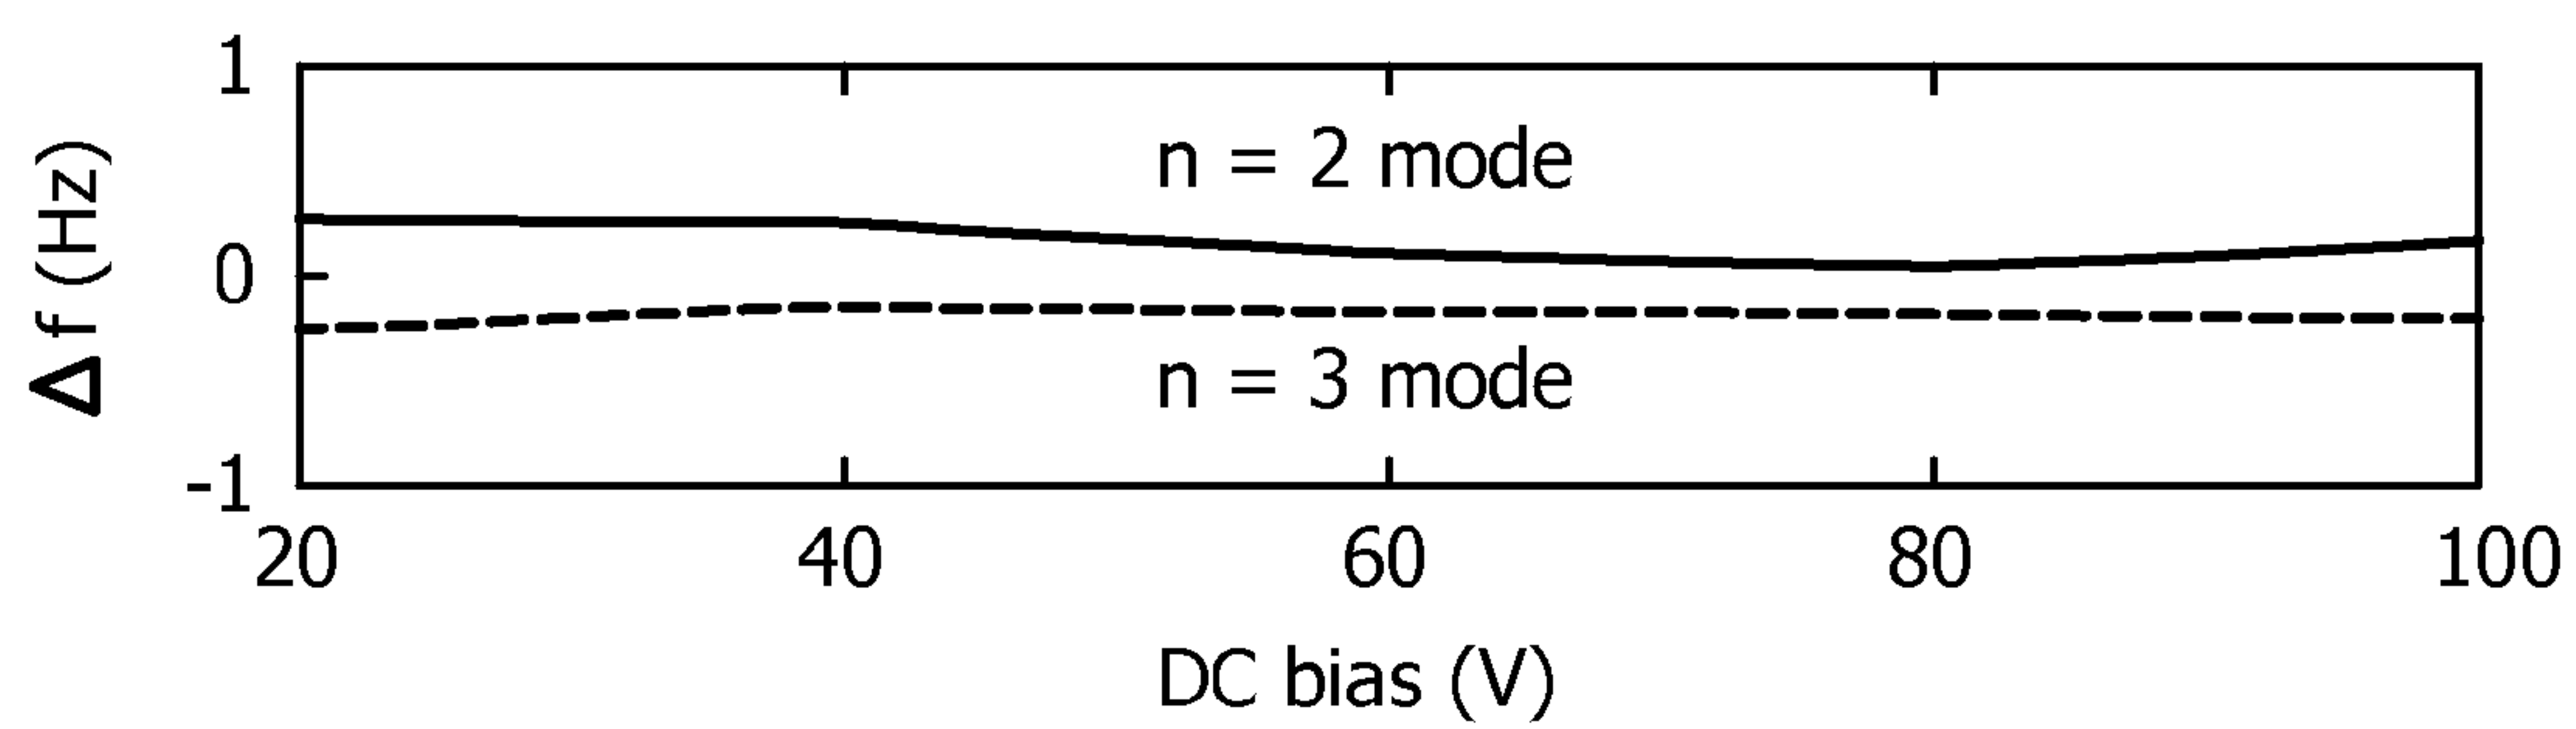 1
n = 2 mode
Δ f (Hz)
0
n = 3 mode
-1
20 40 60 80 100
DC bias (V)